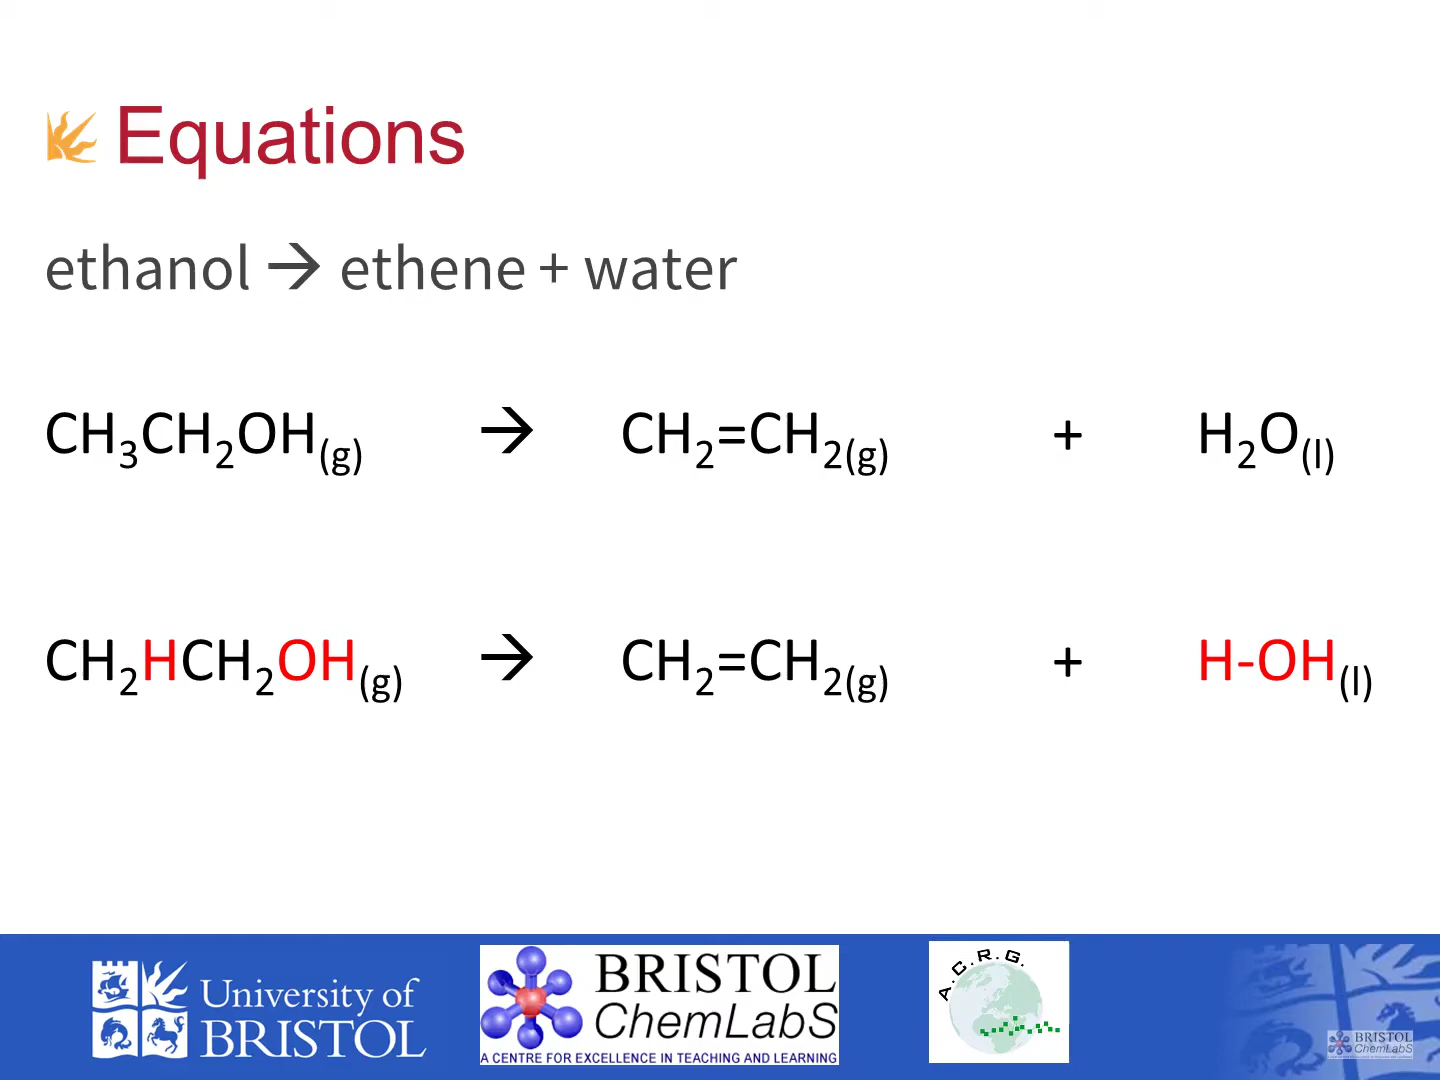 Equations
ethanol → ethene + water
CH₃CH₂OH₍g₎ → CH₂=CH₂₍g₎ + H₂O₍l₎
CH₂HCH₂OH₍g₎ → CH₂=CH₂₍g₎ + H-OH₍l₎
University of
BRISTOL
BRISTOL
ChemLabS
A CENTRE FOR EXCELLENCE IN TEACHING AND LEARNING
A.C.R.G.
BRISTOL
ChemLabS